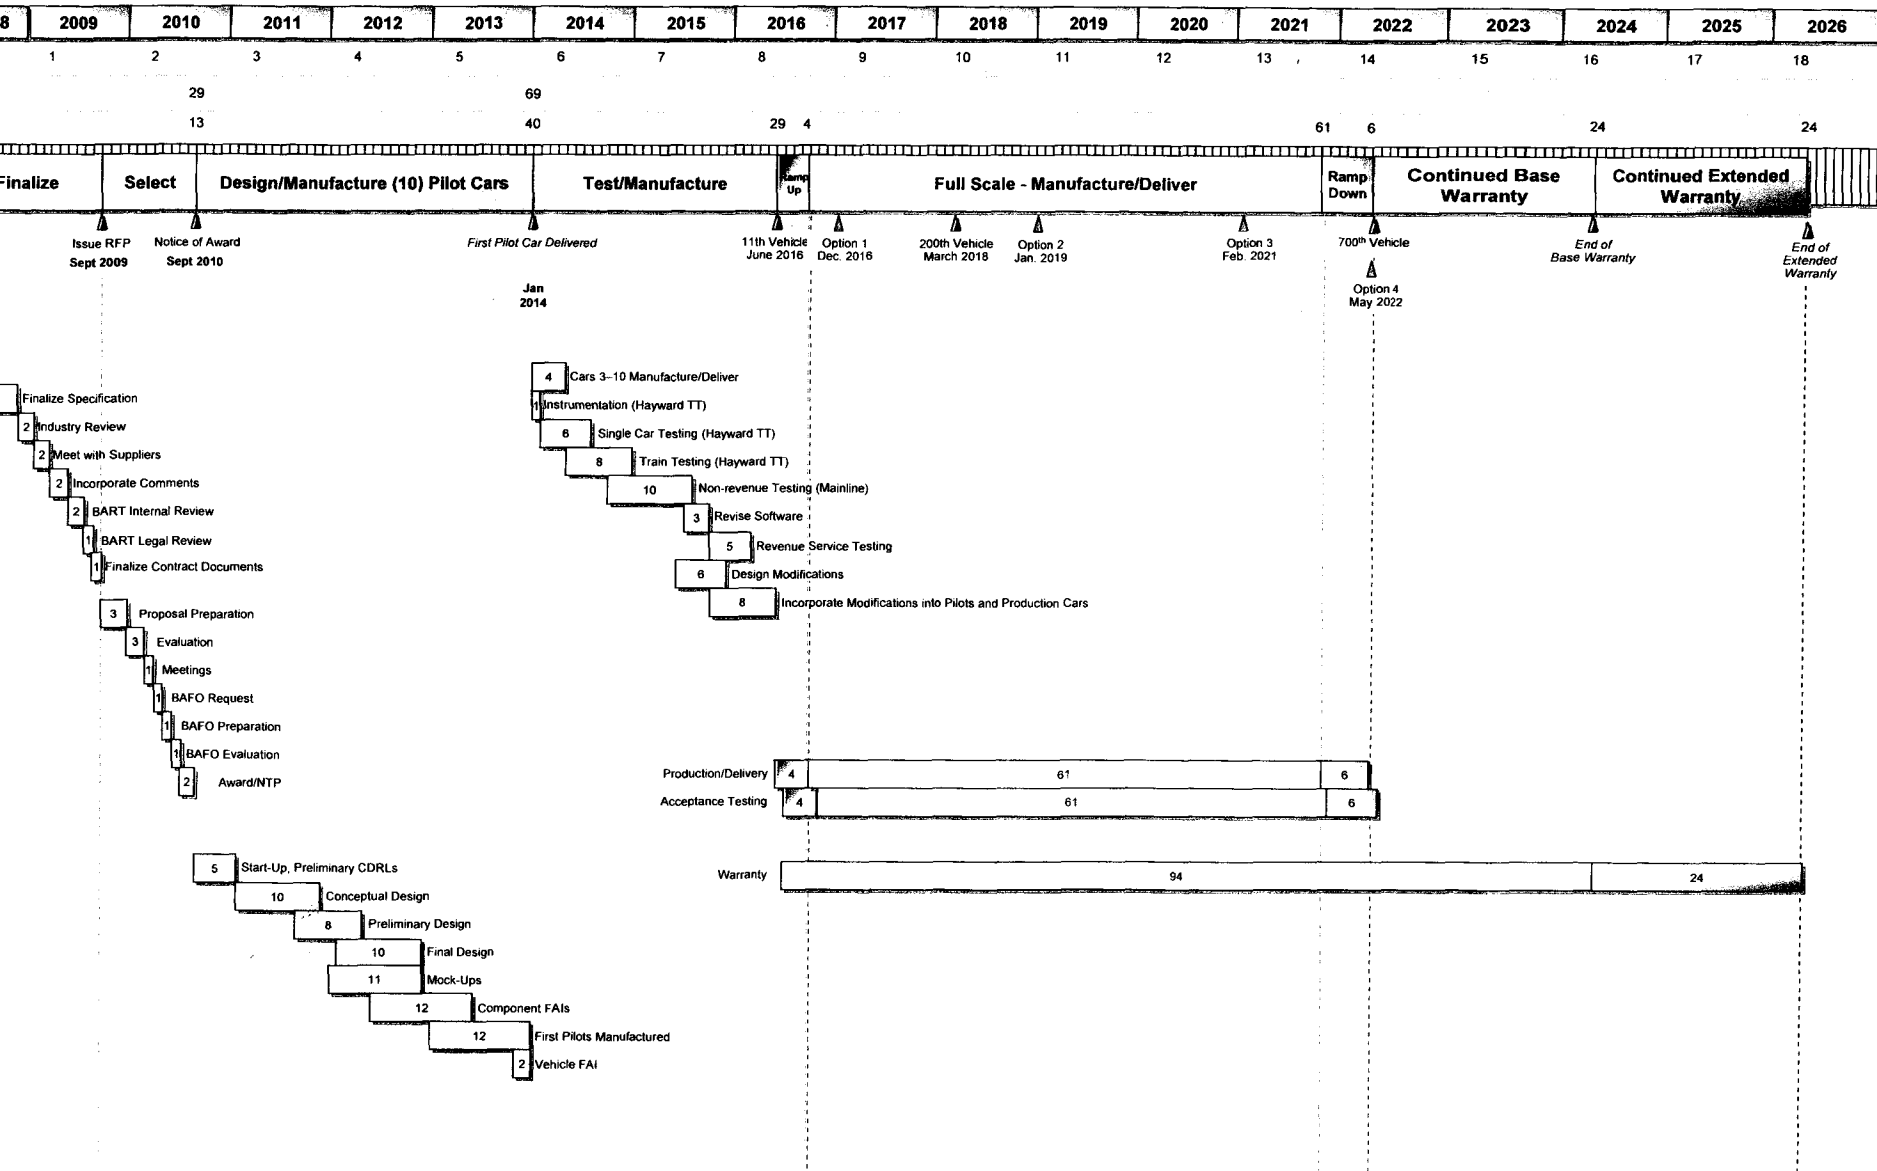 8 2009 2010 2011 2012 2013 2014 2015 2016 2017 2018 2019 2020 2021 2022 2023 2024 2025 2026
1 2 3 4 5 6 7 8 9 10 11 12 13 14 15 16 17 18
29 69
13 40 29 4 61 6 24 24
Finalize Select Design/Manufacture (10) Pilot Cars Test/Manufacture Ramp Up Full Scale - Manufacture/Deliver Ramp Down Continued Base Warranty Continued Extended Warranty
Issue RFP
Sept 2009
Notice of Award
Sept 2010
First Pilot Car Delivered
Jan
2014
11th Vehicle
June 2016
Option 1
Dec. 2016
200th Vehicle
March 2018
Option 2
Jan. 2019
Option 3
Feb. 2021
700th Vehicle
Option 4
May 2022
End of
Base Warranty
End of
Extended
Warranty
Finalize Specification
2 Industry Review
2 Meet with Suppliers
2 Incorporate Comments
2 BART Internal Review
1 BART Legal Review
1 Finalize Contract Documents
3 Proposal Preparation
3 Evaluation
1 Meetings
1 BAFO Request
1 BAFO Preparation
1 BAFO Evaluation
2 Award/NTP
5 Start-Up, Preliminary CDRLs
10 Conceptual Design
8 Preliminary Design
10 Final Design
11 Mock-Ups
12 Component FAIs
12 First Pilots Manufactured
2 Vehicle FAI
4 Cars 3–10 Manufacture/Deliver
1 Instrumentation (Hayward TT)
6 Single Car Testing (Hayward TT)
8 Train Testing (Hayward TT)
10 Non-revenue Testing (Mainline)
3 Revise Software
5 Revenue Service Testing
6 Design Modifications
8 Incorporate Modifications into Pilots and Production Cars
Production/Delivery 4 61 6
Acceptance Testing 4 61 6
Warranty 94 24